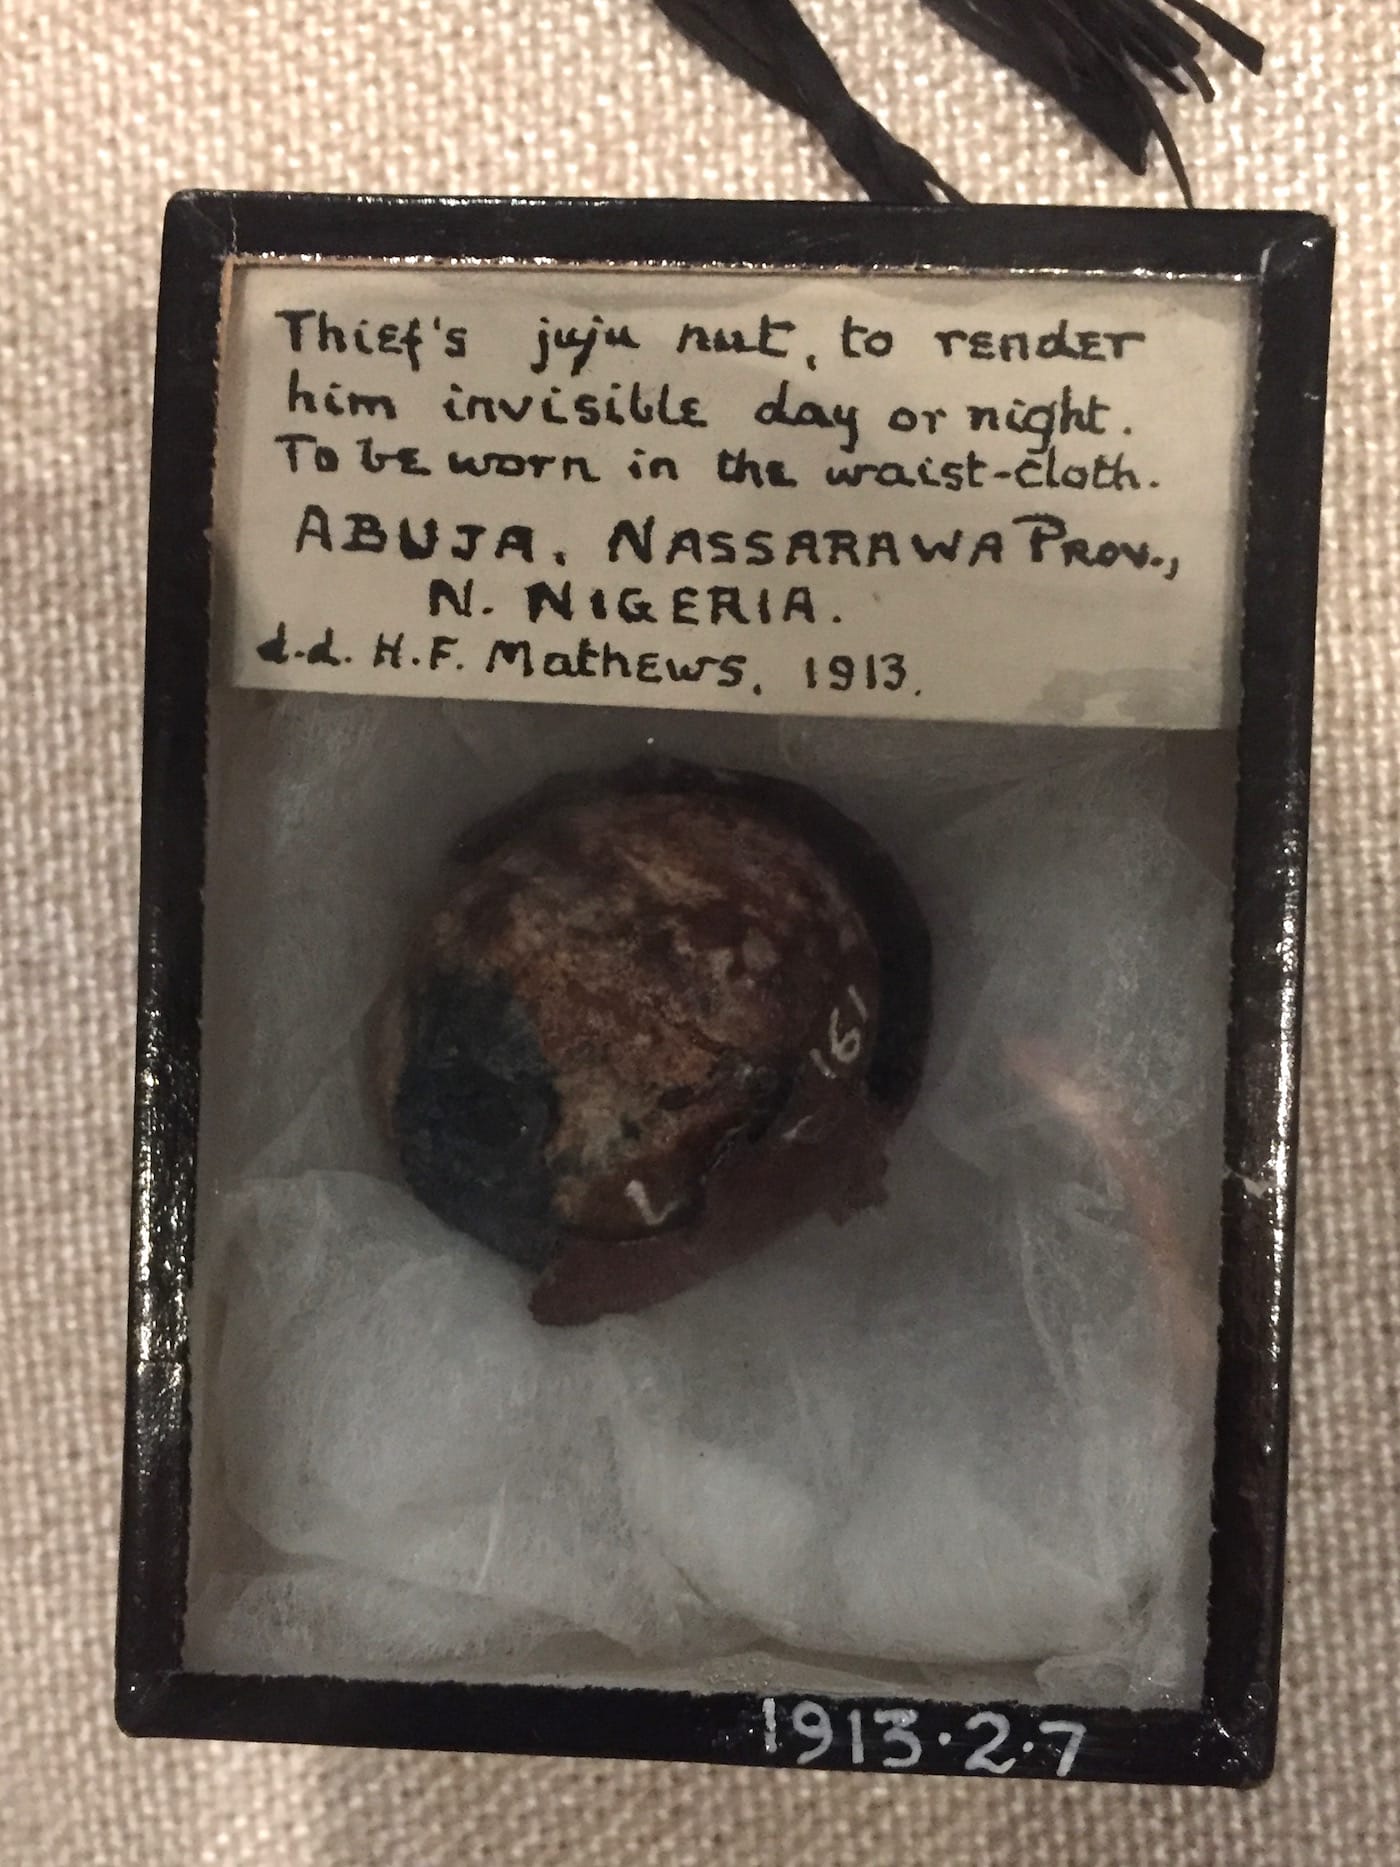 Thief's juju nut, to render
him invisible day or night.
To be worn in the waist-cloth.
ABUJA, NASSARAWA PROV.,
N. NIGERIA.
d.d. H.F. Mathews, 1913.
161
1913.2.7